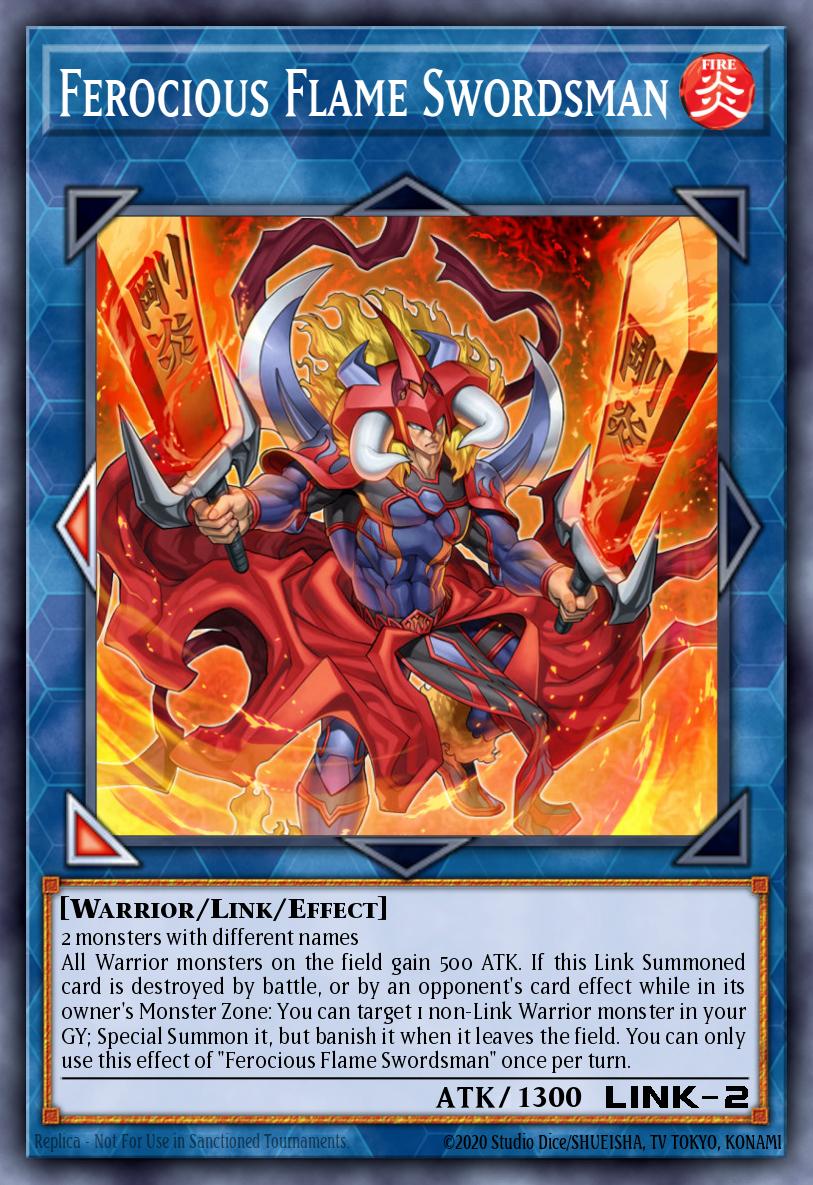 Ferocious Flame Swordsman
FIRE
炎
剛炎
剛炎
[Warrior/Link/Effect]
2 monsters with different names
All Warrior monsters on the field gain 500 ATK. If this Link Summoned
card is destroyed by battle, or by an opponent's card effect while in its
owner's Monster Zone: You can target 1 non-Link Warrior monster in your
GY; Special Summon it, but banish it when it leaves the field. You can only
use this effect of "Ferocious Flame Swordsman" once per turn.
ATK/1300 LINK-2
Replica - Not For Use in Sanctioned Tournaments.
©2020 Studio Dice/SHUEISHA, TV TOKYO, KONAMI